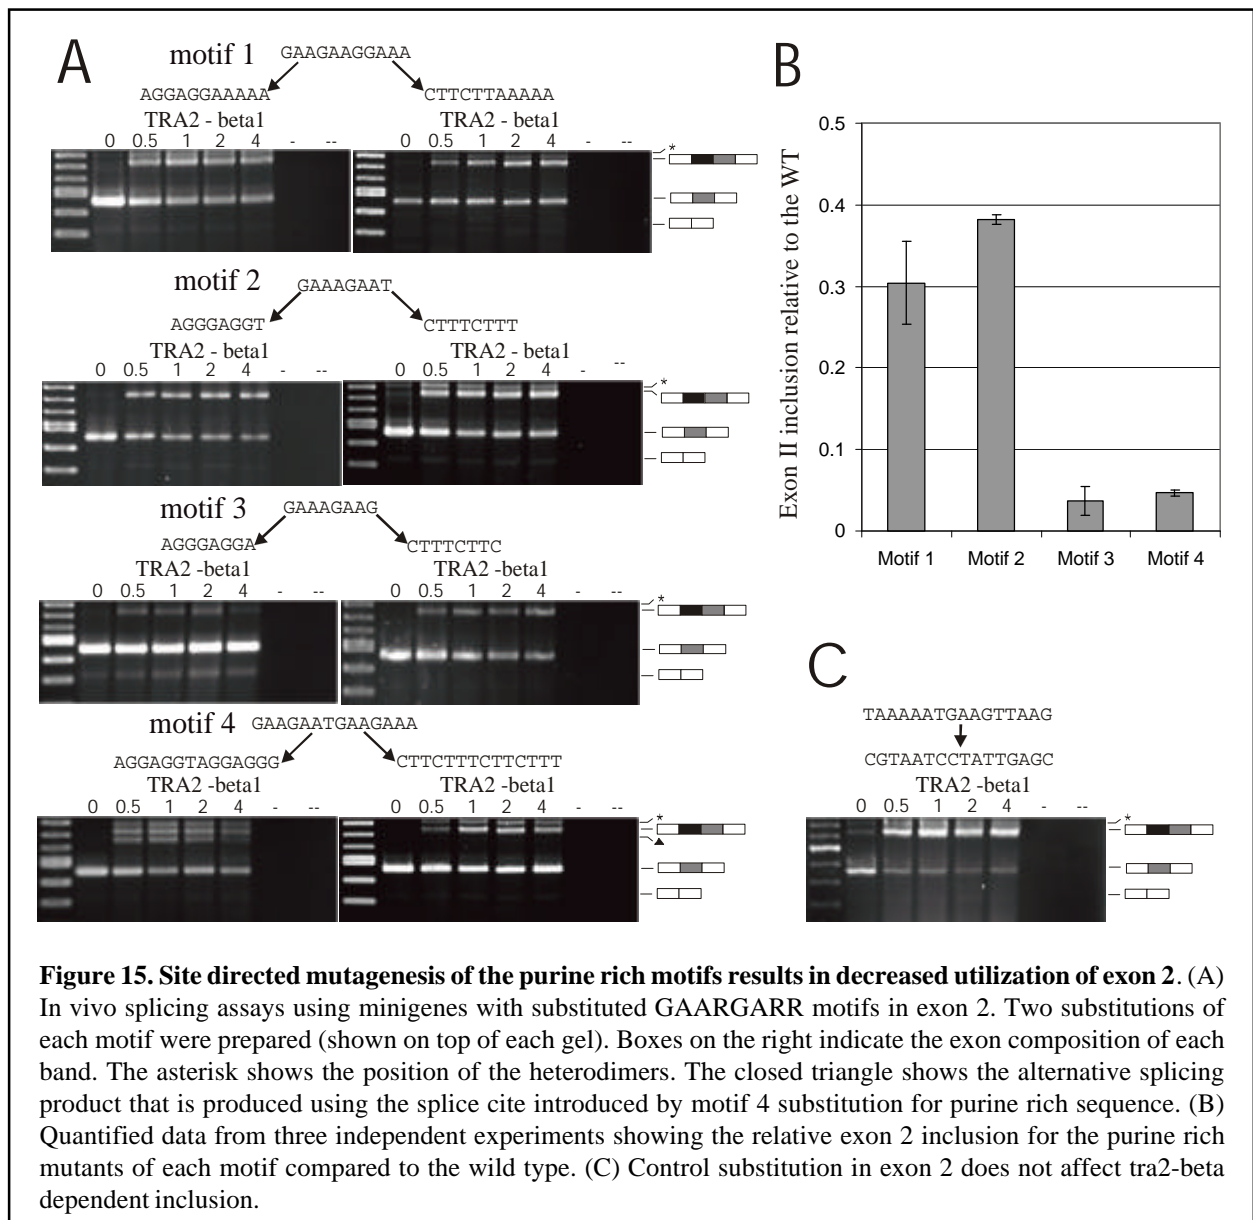 A
motif 1
GAAGAAGGAAA
AGGAGGAAAAA
CTTCTTAAAAA
TRA2 - beta1
TRA2 - beta1
0 0.5 1 2 4 - --
0 0.5 1 2 4 - --
*
motif 2
GAAAGAAT
AGGGAGGT
CTTTCTTT
TRA2 - beta1
TRA2 - beta1
0 0.5 1 2 4 - --
0 0.5 1 2 4 - --
*
motif 3
GAAAGAAG
AGGGAGGA
CTTTCTTC
TRA2 -beta1
TRA2 -beta1
0 0.5 1 2 4 - --
0 0.5 1 2 4 - --
*
motif 4
GAAGAATGAAGAAA
AGGAGGTAGGAGGG
CTTCTTTCTTCTTT
TRA2 -beta1
TRA2 -beta1
0 0.5 1 2 4 - --
0 0.5 1 2 4 - --
*
B
Exon II inclusion relative to the WT
0.5
0.4
0.3
0.2
0.1
0
Motif 1 Motif 2 Motif 3 Motif 4
C
TAAAAATGAAGTTAAG
CGTAATCCTATTGAGC
TRA2 -beta1
0 0.5 1 2 4 - --
*
Figure 15. Site directed mutagenesis of the purine rich motifs results in decreased utilization of exon 2. (A)
In vivo splicing assays using minigenes with substituted GAARGARR motifs in exon 2. Two substitutions of
each motif were prepared (shown on top of each gel). Boxes on the right indicate the exon composition of each
band. The asterisk shows the position of the heterodimers. The closed triangle shows the alternative splicing
product that is produced using the splice cite introduced by motif 4 substitution for purine rich sequence. (B)
Quantified data from three independent experiments showing the relative exon 2 inclusion for the purine rich
mutants of each motif compared to the wild type. (C) Control substitution in exon 2 does not affect tra2-beta
dependent inclusion.